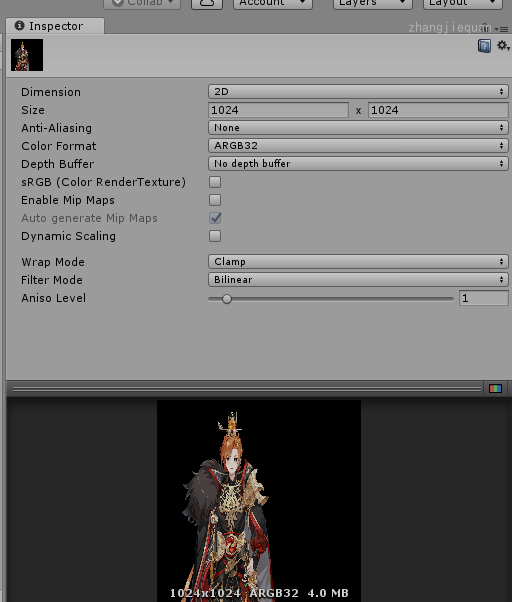 Collab
Account
Layers
Layout
Inspector
zhangjiequan
Dimension 2D
Size 1024 x 1024
Anti-Aliasing None
Color Format ARGB32
Depth Buffer No depth buffer
sRGB (Color RenderTexture)
Enable Mip Maps
Auto generate Mip Maps
Dynamic Scaling
Wrap Mode Clamp
Filter Mode Bilinear
Aniso Level 1
1024x1024 ARGB32 4.0 MB